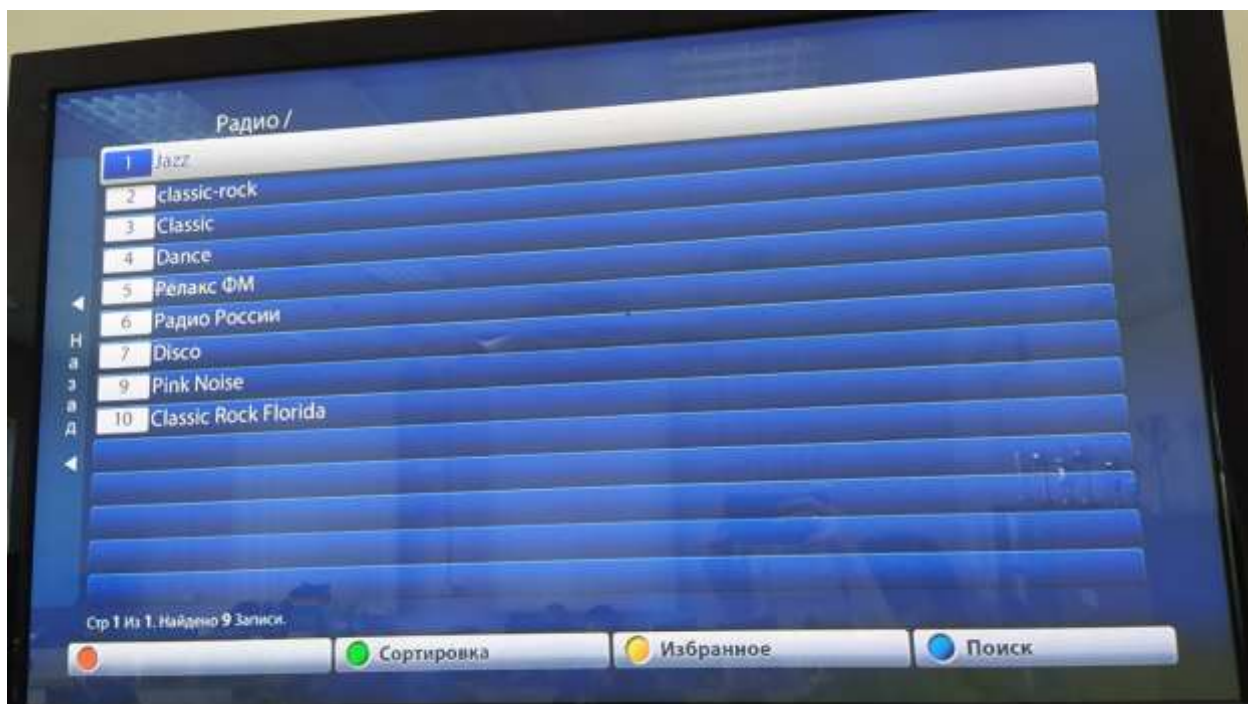 Радио /
1 Jazz
2 classic-rock
3 Classic
4 Dance
5 Релакс ФМ
6 Радио России
7 Disco
9 Pink Noise
10 Classic Rock Florida
Назад
Стр 1 Из 1. Найдено 9 Записи.
Сортировка Избранное Поиск